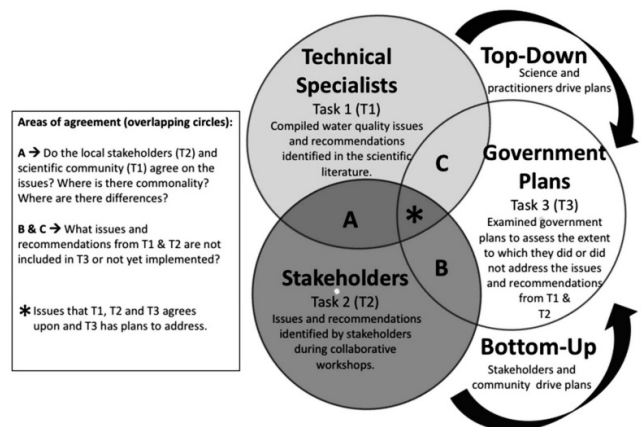 Areas of agreement (overlapping circles):
A → Do the local stakeholders (T2) and
scientific community (T1) agree on
the issues? Where is there commonality?
Where are there differences?
B & C → What issues and
recommendations from T1 & T2 are not
included in T3 or not yet implemented?
* Issues that T1, T2 and T3 agrees
upon and T3 has plans to address.
Technical
Specialists
Task 1 (T1)
Compiled water quality issues
and recommendations
identified in the scientific
literature.
Top-Down
Science and
practitioners drive plans
C
Government
Plans
Task 3 (T3)
Examined government
plans to assess the extent
to which they did or did
not address the issues
and recommendations
from T1 &
T2
A
*
B
Stakeholders
Task 2 (T2)
Issues and recommendations
identified by stakeholders
during collaborative
workshops.
Bottom-Up
Stakeholders and
community drive plans